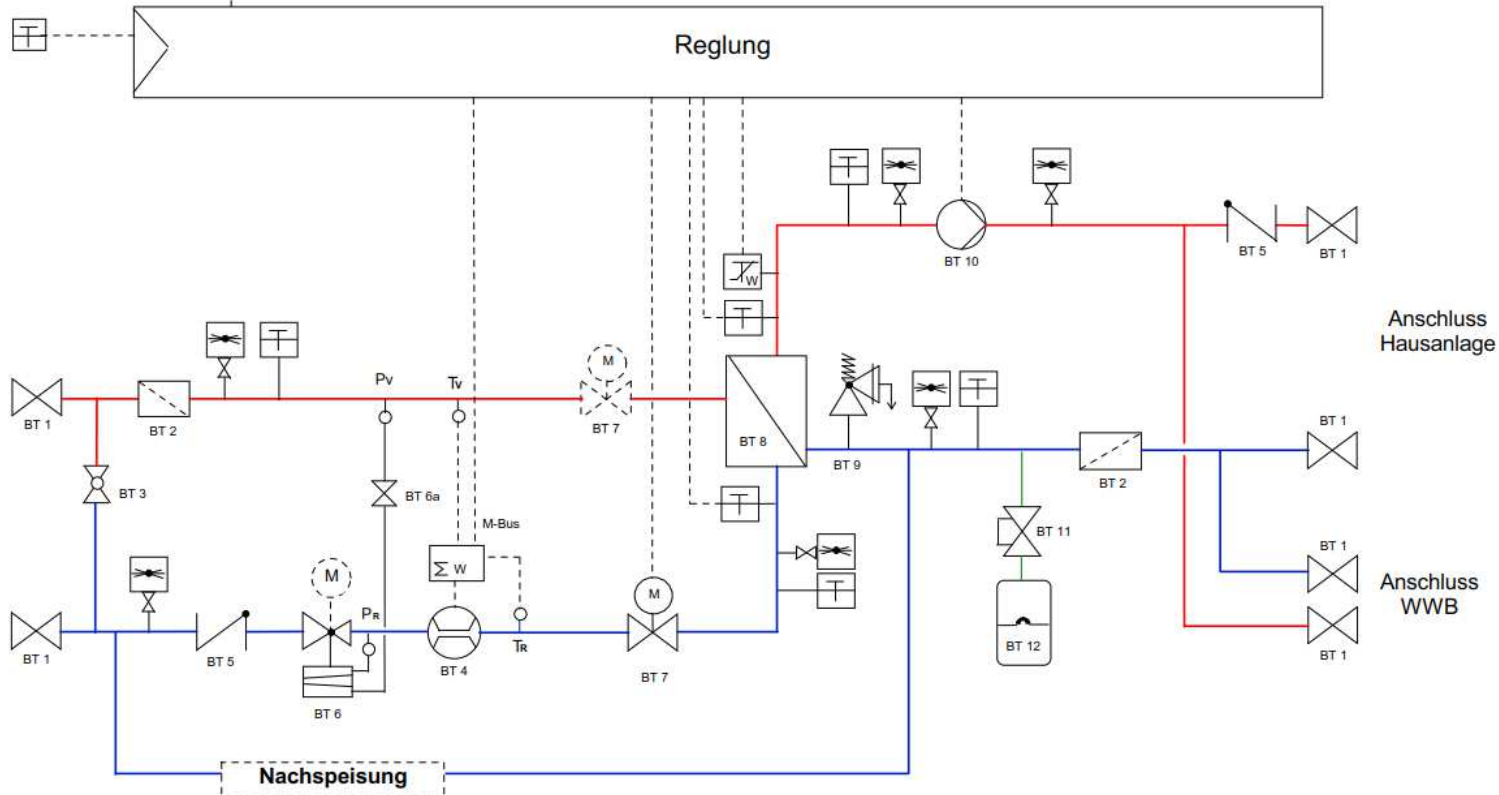 Reglung
T
T
T
BT 10
BT 5
BT 1
W
T
Anschluss
Hausanlage
T
M
PV
TV
BT 1
BT 2
BT 7
BT 8
BT 9
T
BT 1
BT 2
BT 3
BT 6a
M-Bus
T
BT 11
Σ W
M
M
T
BT 1
Anschluss
WWB
PR
TR
BT 1
BT 5
BT 6
BT 4
BT 7
BT 12
BT 1
Nachspeisung